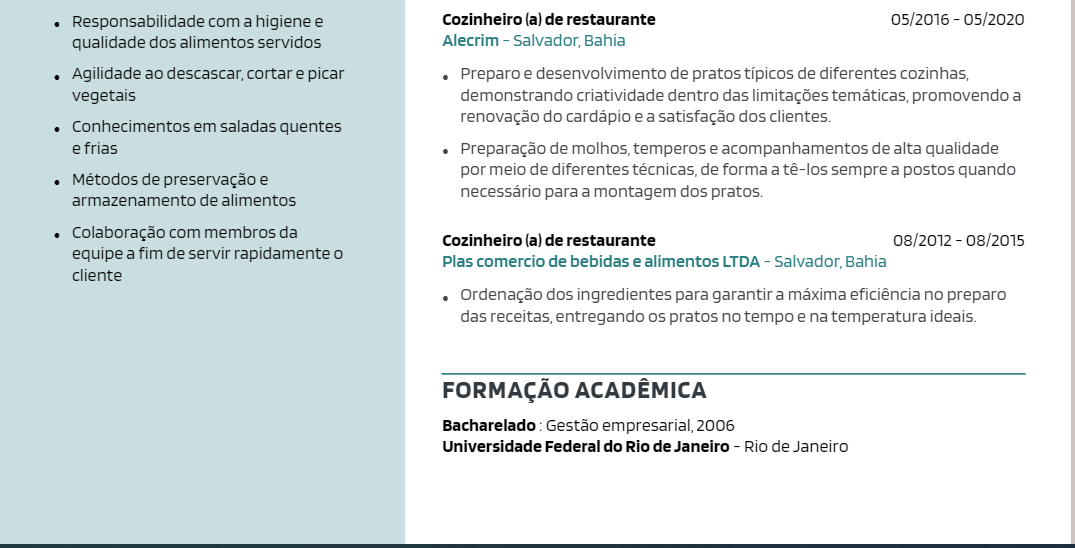 • Responsabilidade com a higiene e
qualidade dos alimentos servidos
• Agilidade ao descascar, cortar e picar
vegetais
• Conhecimentos em saladas quentes
e frias
• Métodos de preservação e
armazenamento de alimentos
• Colaboração com membros da
equipe a fim de servir rapidamente o
cliente
Cozinheiro (a) de restaurante 05/2016 - 05/2020
Alecrim - Salvador, Bahia
• Preparo e desenvolvimento de pratos típicos de diferentes cozinhas,
demonstrando criatividade dentro das limitações temáticas, promovendo a
renovação do cardápio e a satisfação dos clientes.
• Preparação de molhos, temperos e acompanhamentos de alta qualidade
por meio de diferentes técnicas, de forma a tê-los sempre a postos quando
necessário para a montagem dos pratos.
Cozinheiro (a) de restaurante 08/2012 - 08/2015
Plas comercio de bebidas e alimentos LTDA - Salvador, Bahia
• Ordenação dos ingredientes para garantir a máxima eficiência no preparo
das receitas, entregando os pratos no tempo e na temperatura ideais.
FORMAÇÃO ACADÊMICA
Bacharelado : Gestão empresarial, 2006
Universidade Federal do Rio de Janeiro - Rio de Janeiro